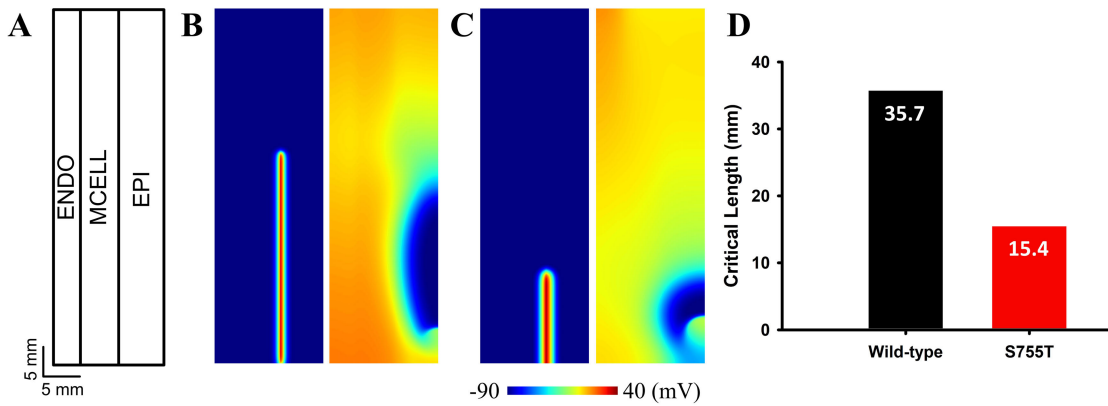 A
B
C
D
ENDO
MCELL
EPI
5 mm
5 mm
-90
40 (mV)
Critical Length (mm)
40
30
20
10
0
35.7
15.4
Wild-type
S755T